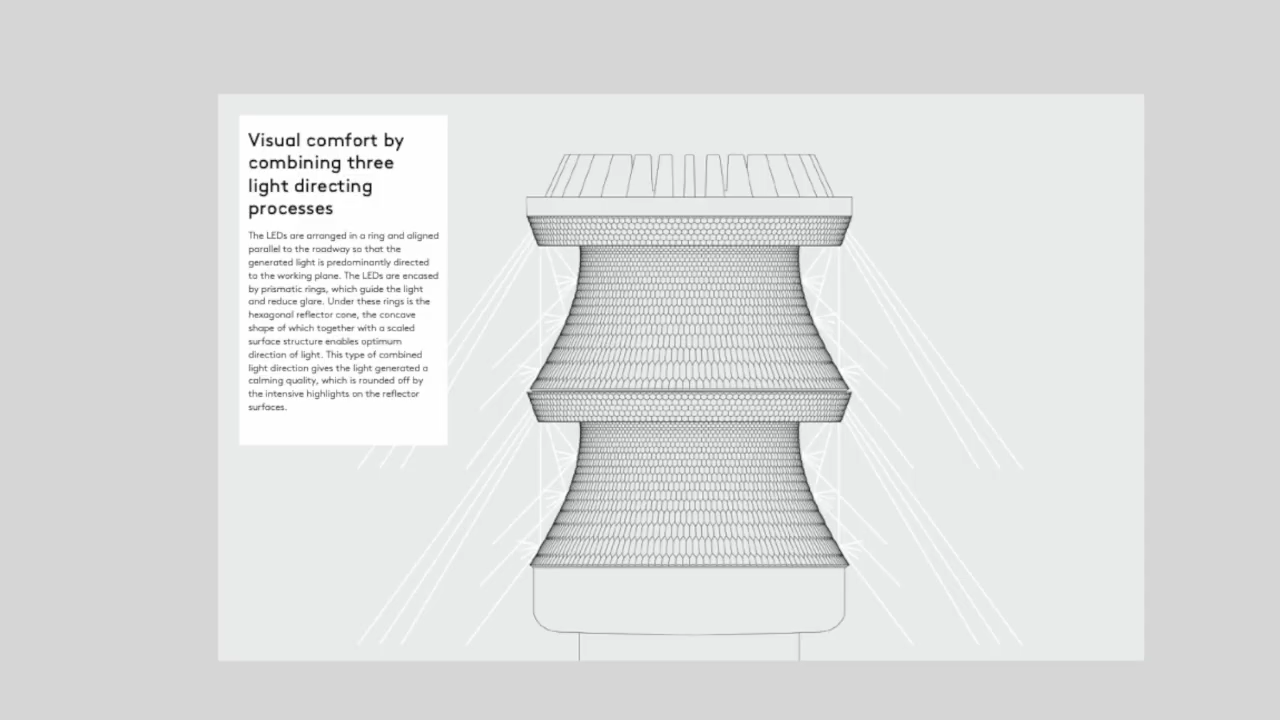 Visual comfort by
combining three
light directing
processes
The LEDs are arranged in a ring and aligned
parallel to the roadway so that the
generated light is predominantly directed
to the working plane. The LEDs are encased
by prismatic rings, which guide the light
and reduce glare. Under these rings is the
hexagonal reflector cone, the concave
shape of which together with a scaled
surface structure enables optimum
direction of light. This type of combined
light direction gives the light generated a
calming quality, which is rounded off by
the intensive highlights on the reflector
surfaces.